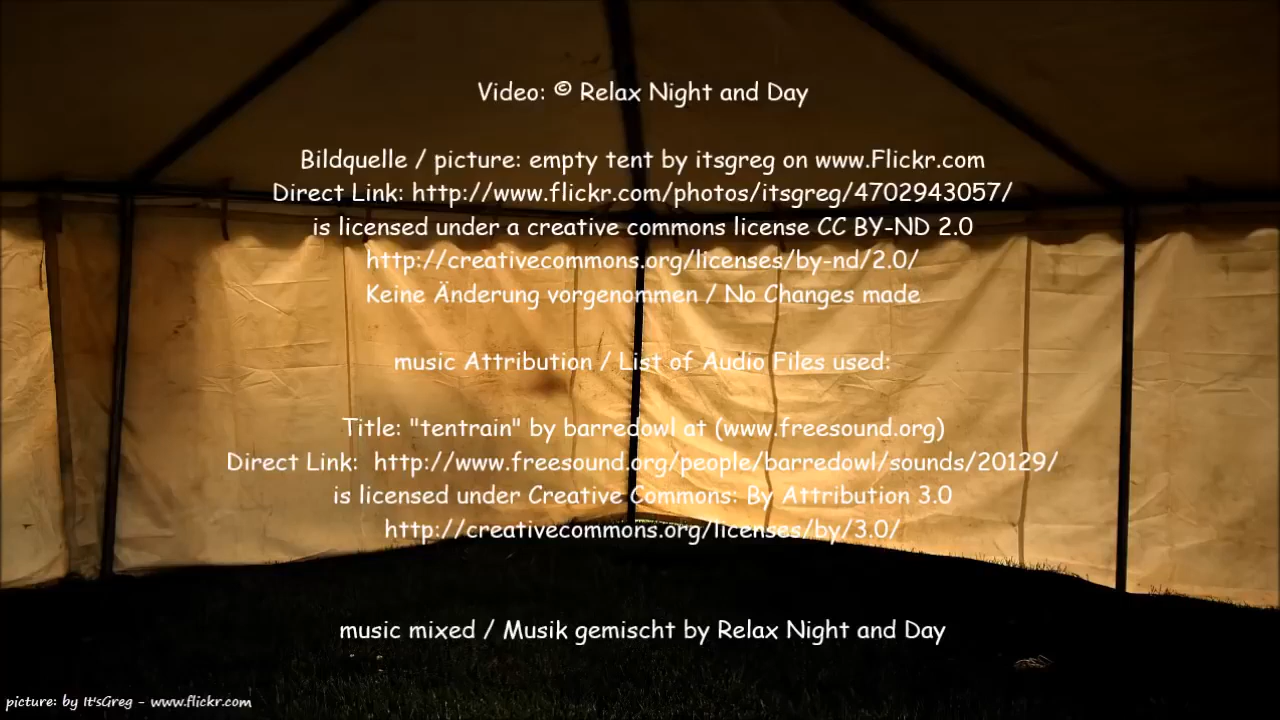 Video: © Relax Night and Day
Bildquelle / picture: empty tent by itsgreg on www.Flickr.com
Direct Link: http://www.flickr.com/photos/itsgreg/4702943057/
is licensed under a creative commons license CC BY-ND 2.0
http://creativecommons.org/licenses/by-nd/2.0/
Keine Änderung vorgenommen / No Changes made
music Attribution / List of Audio Files used:
Title: "tentrain" by barredowl at (www.freesound.org)
Direct Link:  http://www.freesound.org/people/barredowl/sounds/20129/
is licensed under Creative Commons: By Attribution 3.0
http://creativecommons.org/licenses/by/3.0/
music mixed / Musik gemischt by Relax Night and Day
picture: by It'sGreg - www.flickr.com